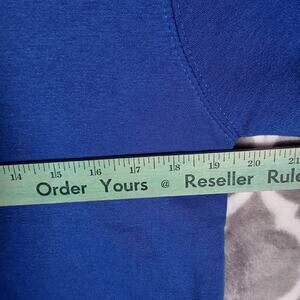 14 15 16 17 18 19 20 21
Order Yours @ Reseller Rule